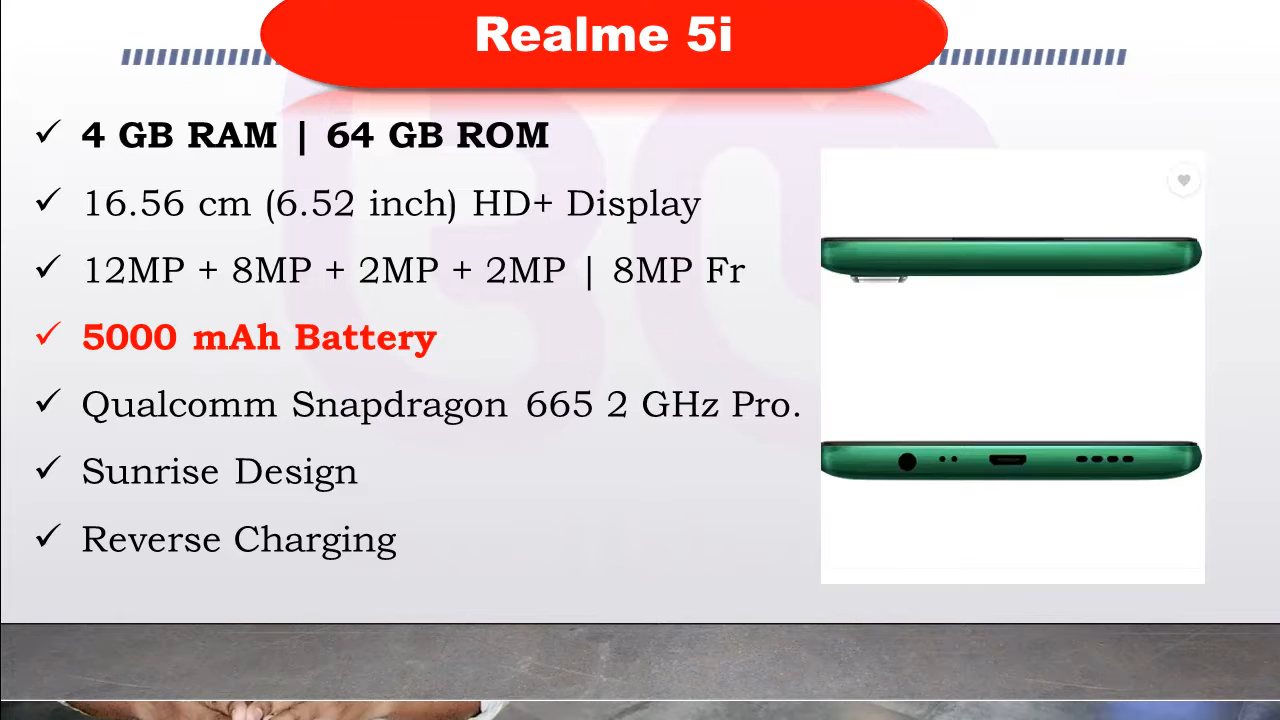 Realme 5i
✓ 4 GB RAM | 64 GB ROM
✓ 16.56 cm (6.52 inch) HD+ Display
✓ 12MP + 8MP + 2MP + 2MP | 8MP Fr
✓ 5000 mAh Battery
✓ Qualcomm Snapdragon 665 2 GHz Pro.
✓ Sunrise Design
✓ Reverse Charging